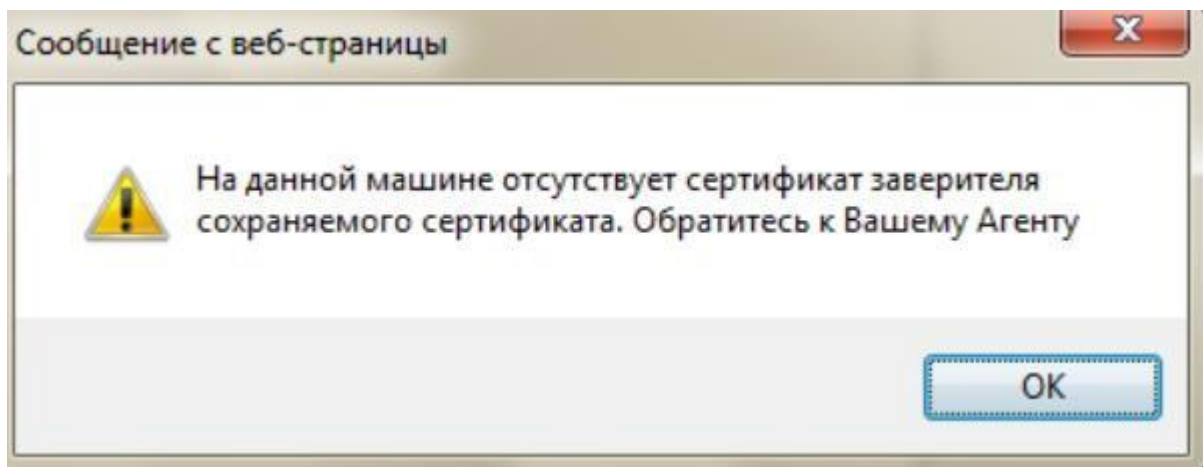 Сообщение с веб-страницы
X
На данной машине отсутствует сертификат заверителя
сохраняемого сертификата. Обратитесь к Вашему Агенту
OK